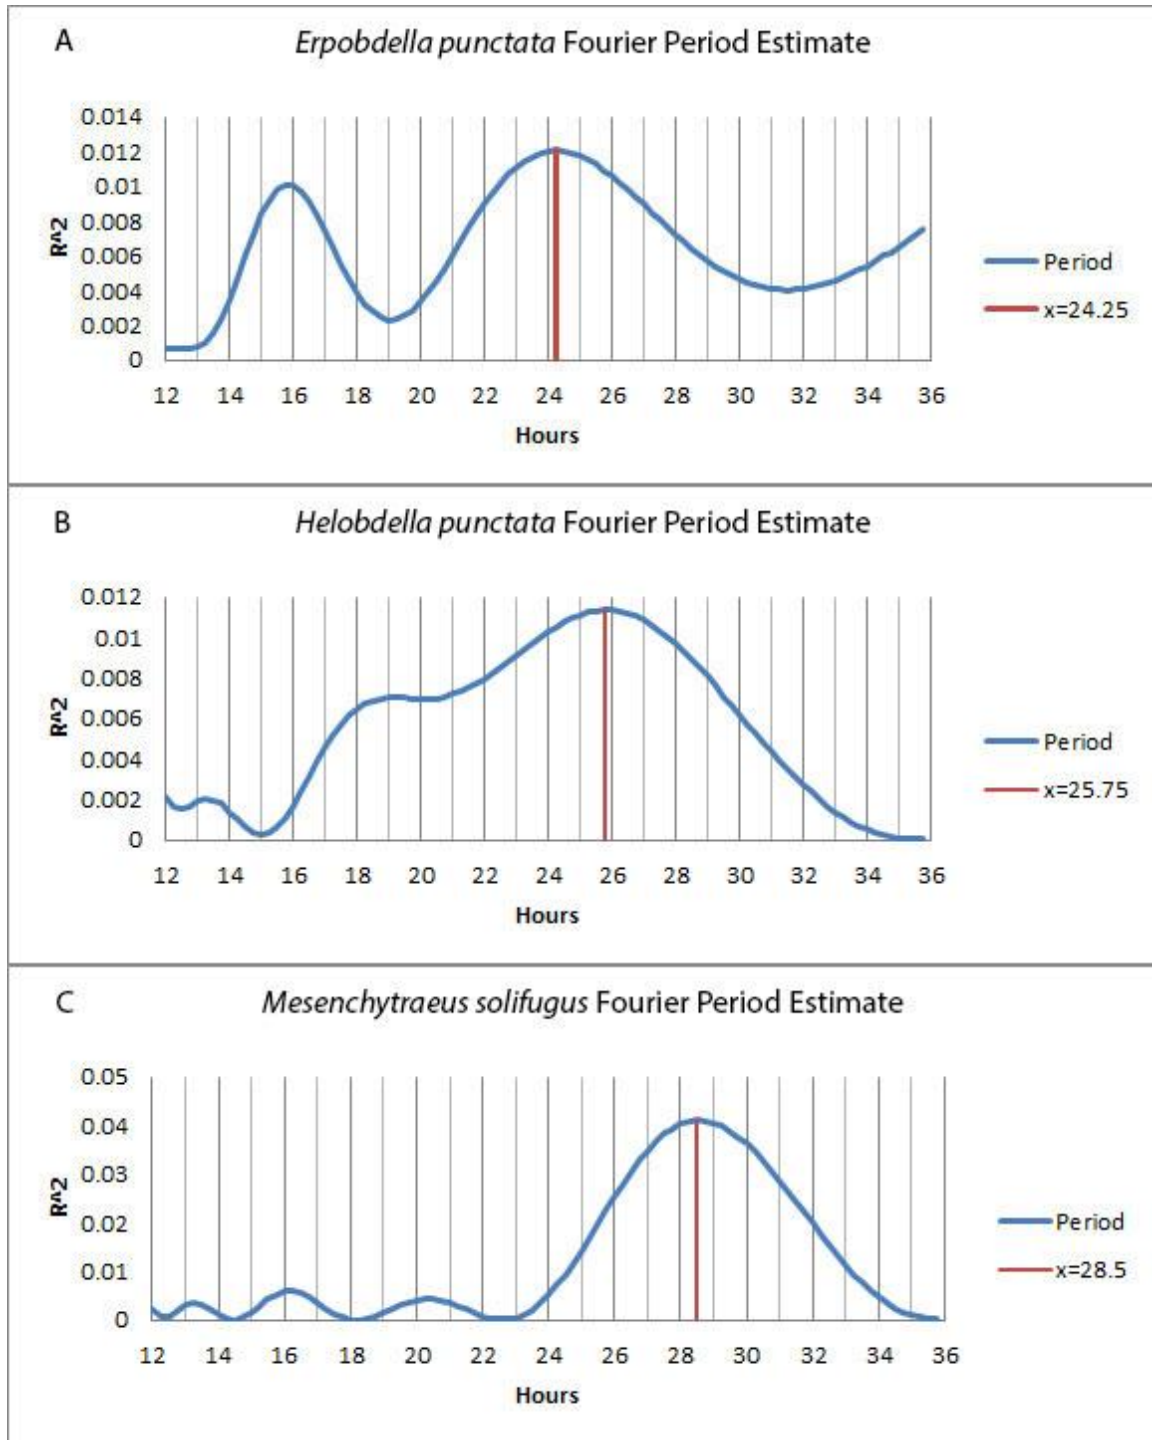 A Erpobdella punctata Fourier Period Estimate
0.014
0.012
0.01
0.008
0.006
0.004
0.002
0
R^2
12 14 16 18 20 22 24 26 28 30 32 34 36
Hours
Period
x=24.25
B Helobdella punctata Fourier Period Estimate
0.012
0.01
0.008
0.006
0.004
0.002
0
R^2
12 14 16 18 20 22 24 26 28 30 32 34 36
Hours
Period
x=25.75
C Mesenchytraeus solifugus Fourier Period Estimate
0.05
0.04
0.03
0.02
0.01
0
R^2
12 14 16 18 20 22 24 26 28 30 32 34 36
Hours
Period
x=28.5